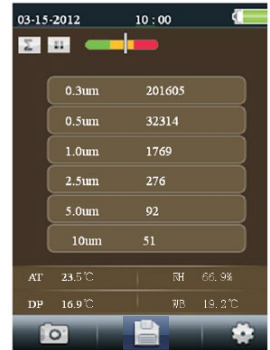 03-15-2012 10 : 00
Σ
0.3um 201605
0.5um 32314
1.0um 1769
2.5um 276
5.0um 92
10um 51
AT 23.5℃ RH 66.9%
DP 16.9℃ WB 19.2℃